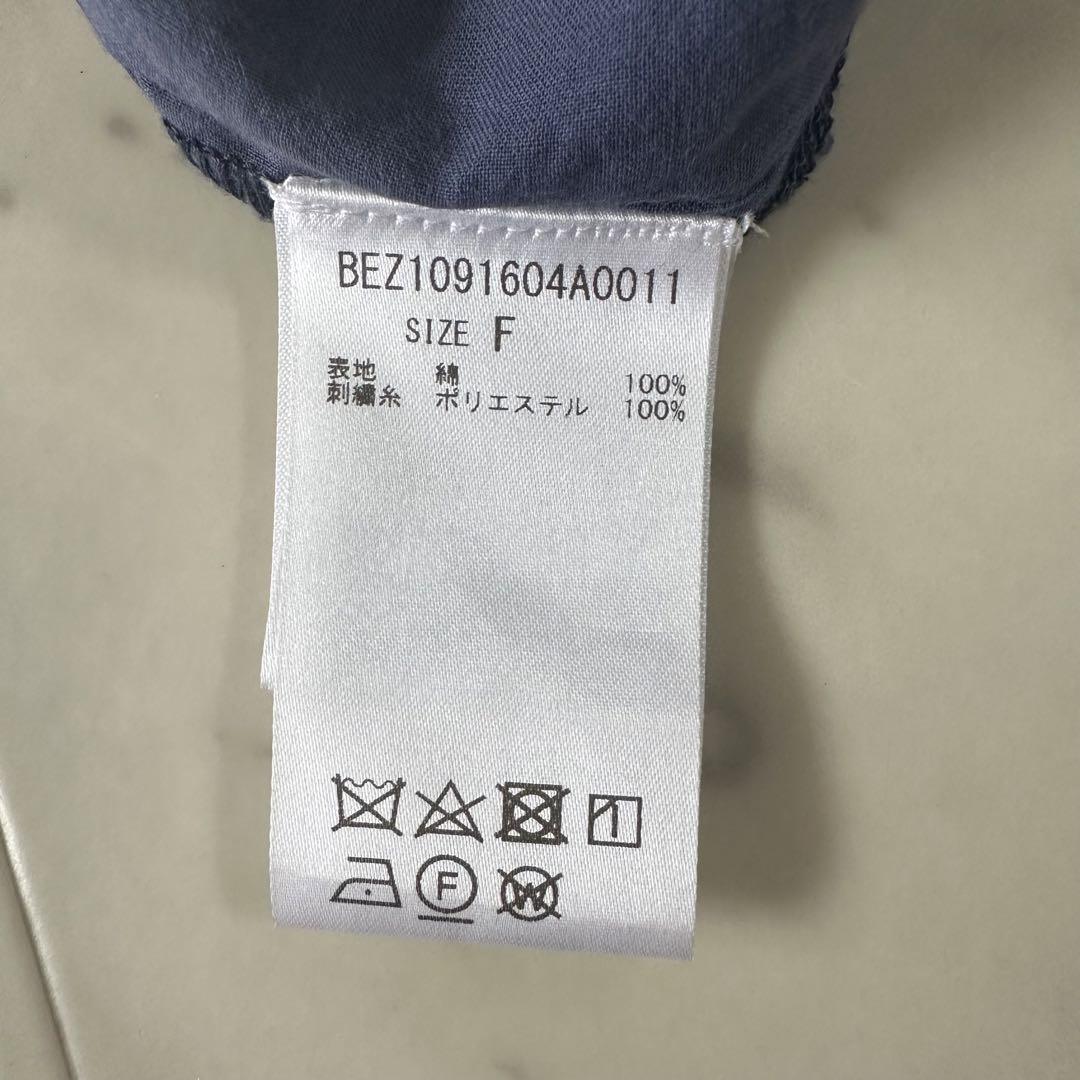 BEZ1091604A0011
SIZE F
表地 綿 100%
刺繍糸 ポリエステル 100%
F W